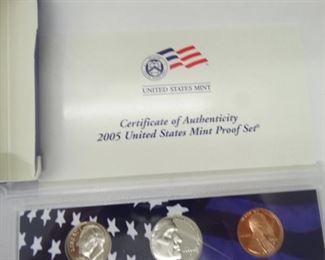 UNITED STATES MINT
Certificate of Authenticity
2005 United States Mint Proof Set®